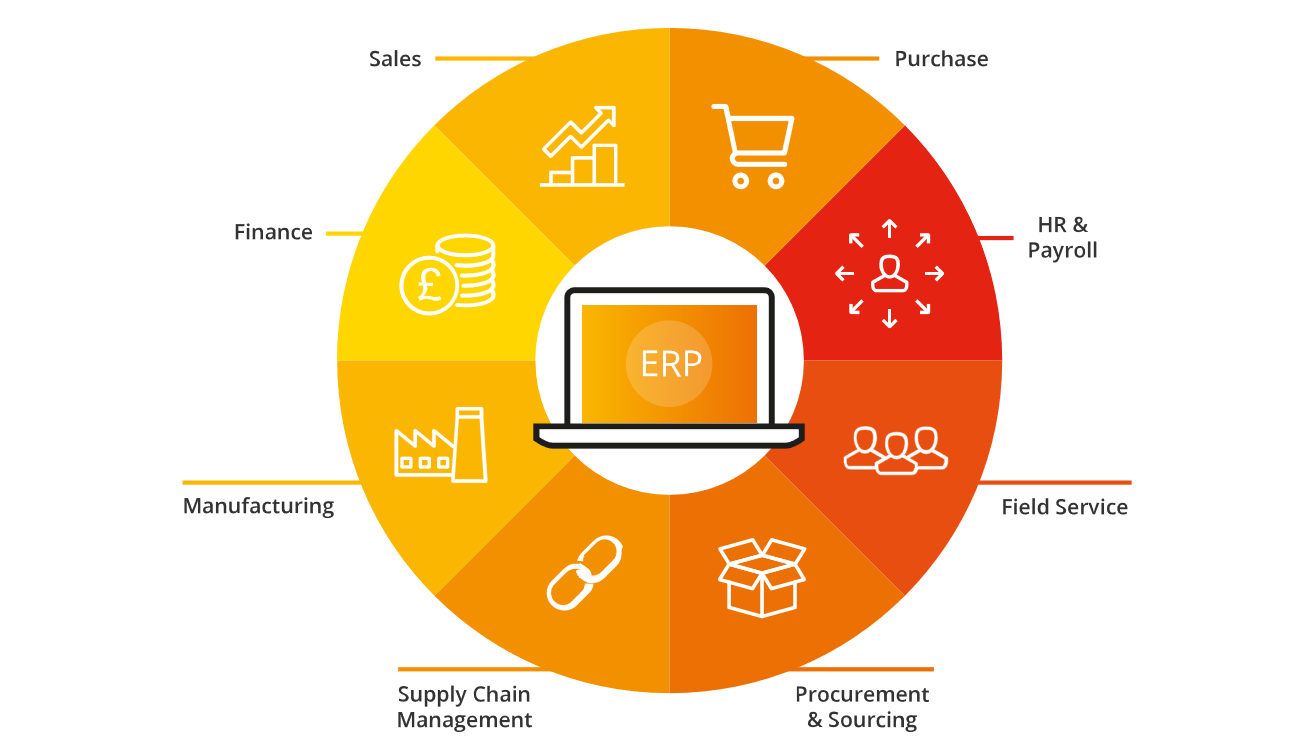 Sales
Purchase
Finance
£
HR &
Payroll
ERP
Manufacturing
Field Service
Supply Chain
Management
Procurement
& Sourcing